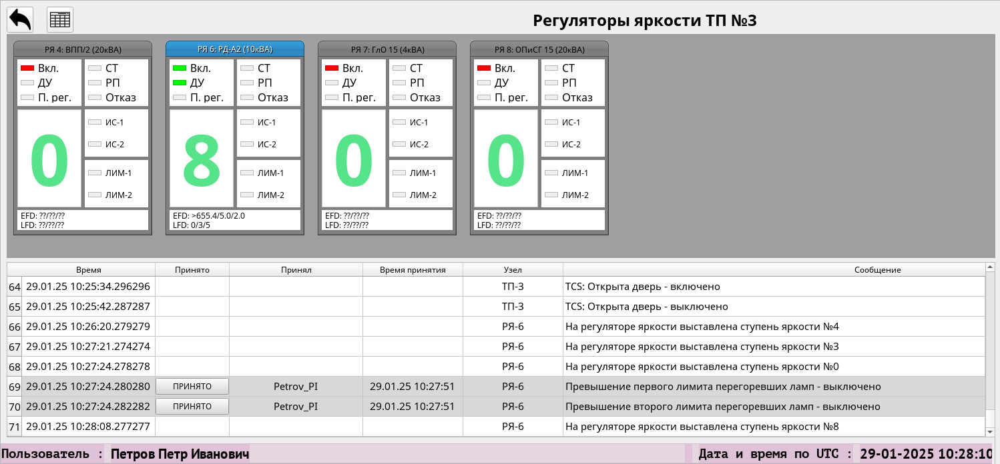 Регуляторы яркости ТП №3
РЯ 4: ВПП/2 (20кВА)
Вкл. СТ
ДУ РП
П. рег. Отказ
0
ИС-1
ИС-2
ЛИМ-1
ЛИМ-2
EFD: ??/??/??
LFD: ??/??/??
РЯ 6: РД-А2 (10кВА)
Вкл. СТ
ДУ РП
П. рег. Отказ
8
ИС-1
ИС-2
ЛИМ-1
ЛИМ-2
EFD: >655.4/5.0/2.0
LFD: 0/3/5
РЯ 7: ГлО 15 (4кВА)
Вкл. СТ
ДУ РП
П. рег. Отказ
0
ИС-1
ИС-2
ЛИМ-1
ЛИМ-2
EFD: ??/??/??
LFD: ??/??/??
РЯ 8: ОПиСГ 15 (20кВА)
Вкл. СТ
ДУ РП
П. рег. Отказ
0
ИС-1
ИС-2
ЛИМ-1
ЛИМ-2
EFD: ??/??/??
LFD: ??/??/??
Время Принято Принял Время принятия Узел Сообщение
64 29.01.25 10:25:34.296296 ТП-3 TCS: Открыта дверь - включено
65 29.01.25 10:25:42.287287 ТП-3 TCS: Открыта дверь - выключено
66 29.01.25 10:26:20.279279 РЯ-6 На регуляторе яркости выставлена ступень яркости №4
67 29.01.25 10:27:21.274274 РЯ-6 На регуляторе яркости выставлена ступень яркости №3
68 29.01.25 10:27:24.278278 РЯ-6 На регуляторе яркости выставлена ступень яркости №0
69 29.01.25 10:27:24.280280 ПРИНЯТО Petrov_PI 29.01.25 10:27:51 РЯ-6 Превышение первого лимита перегоревших ламп - выключено
70 29.01.25 10:27:24.282282 ПРИНЯТО Petrov_PI 29.01.25 10:27:51 РЯ-6 Превышение второго лимита перегоревших ламп - выключено
71 29.01.25 10:28:08.277277 РЯ-6 На регуляторе яркости выставлена ступень яркости №8
Пользователь : Петров Петр Иванович Дата и время по UTC : 29-01-2025 10:28:10